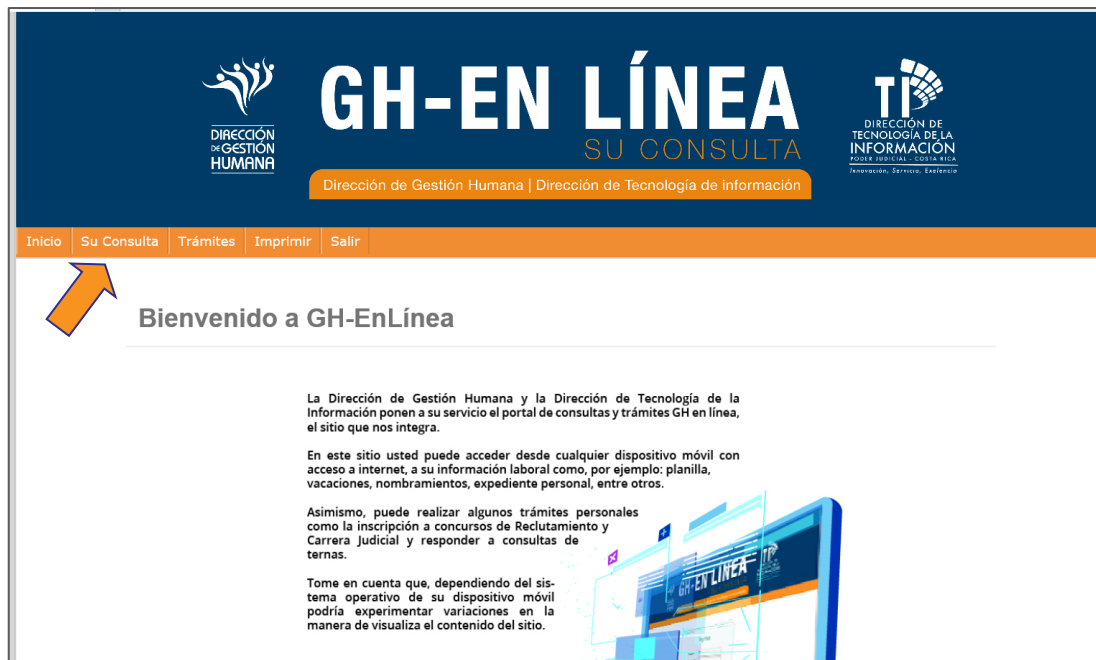 DIRECCIÓN
DE GESTIÓN
HUMANA
GH-EN LÍNEA
SU CONSULTA
Dirección de Gestión Humana | Dirección de Tecnología de información
TI
DIRECCIÓN DE
TECNOLOGÍA DE LA
INFORMACIÓN
PODER JUDICIAL - COSTA RICA
Innovación, Servicio, Exelencia
Inicio Su Consulta Trámites Imprimir Salir
Bienvenido a GH-EnLínea
La Dirección de Gestión Humana y la Dirección de Tecnología de la
Información ponen a su servicio el portal de consultas y trámites GH en línea,
el sitio que nos integra.
En este sitio usted puede acceder desde cualquier dispositivo móvil con
acceso a internet, a su información laboral como, por ejemplo: planilla,
vacaciones, nombramientos, expediente personal, entre otros.
Asimismo, puede realizar algunos trámites personales
como la inscripción a concursos de Reclutamiento y
Carrera Judicial y responder a consultas de
ternas.
Tome en cuenta que, dependiendo del sis-
tema operativo de su dispositivo móvil
podría experimentar variaciones en la
manera de visualiza el contenido del sitio.
GH-EN LÍNEA
TI